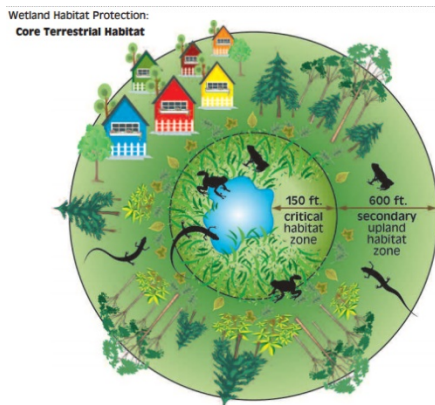 Wetland Habitat Protection:
Core Terrestrial Habitat
150 ft.
critical
habitat
zone
600 ft.
secondary
upland
habitat
zone